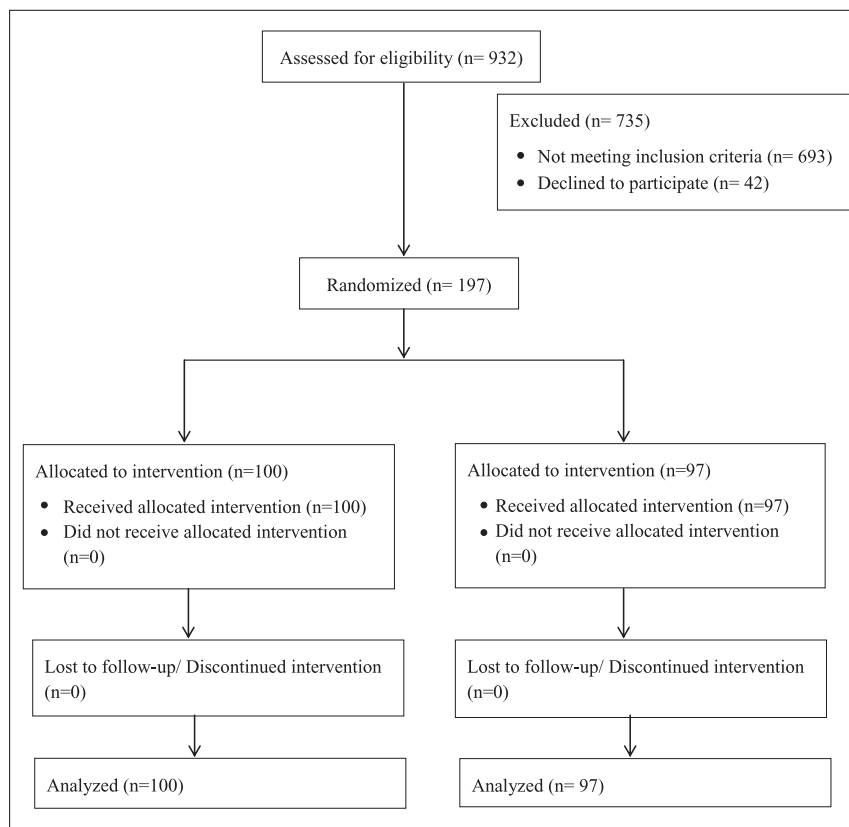 Assessed for eligibility (n= 932)
Excluded (n= 735)
• Not meeting inclusion criteria (n= 693)
• Declined to participate (n= 42)
Randomized (n= 197)
Allocated to intervention (n=100)
• Received allocated intervention (n=100)
• Did not receive allocated intervention
(n=0)
Allocated to intervention (n=97)
• Received allocated intervention (n=97)
• Did not receive allocated intervention
(n=0)
Lost to follow-up/ Discontinued intervention
(n=0)
Lost to follow-up/ Discontinued intervention
(n=0)
Analyzed (n=100)
Analyzed (n= 97)